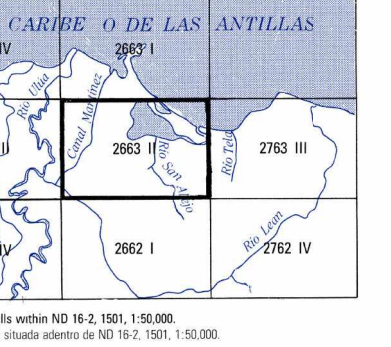 CARIBE O DE LAS ANTILLAS
IV
2663 I
Río Ulúa
Canal Martínez
II
2663 II
Río San Alejo
Río Tela
2763 III
IV
2662 I
Río Lean
2762 IV
lls within ND 16-2, 1501, 1:50,000.
situada adentro de ND 16-2, 1501, 1:50,000.